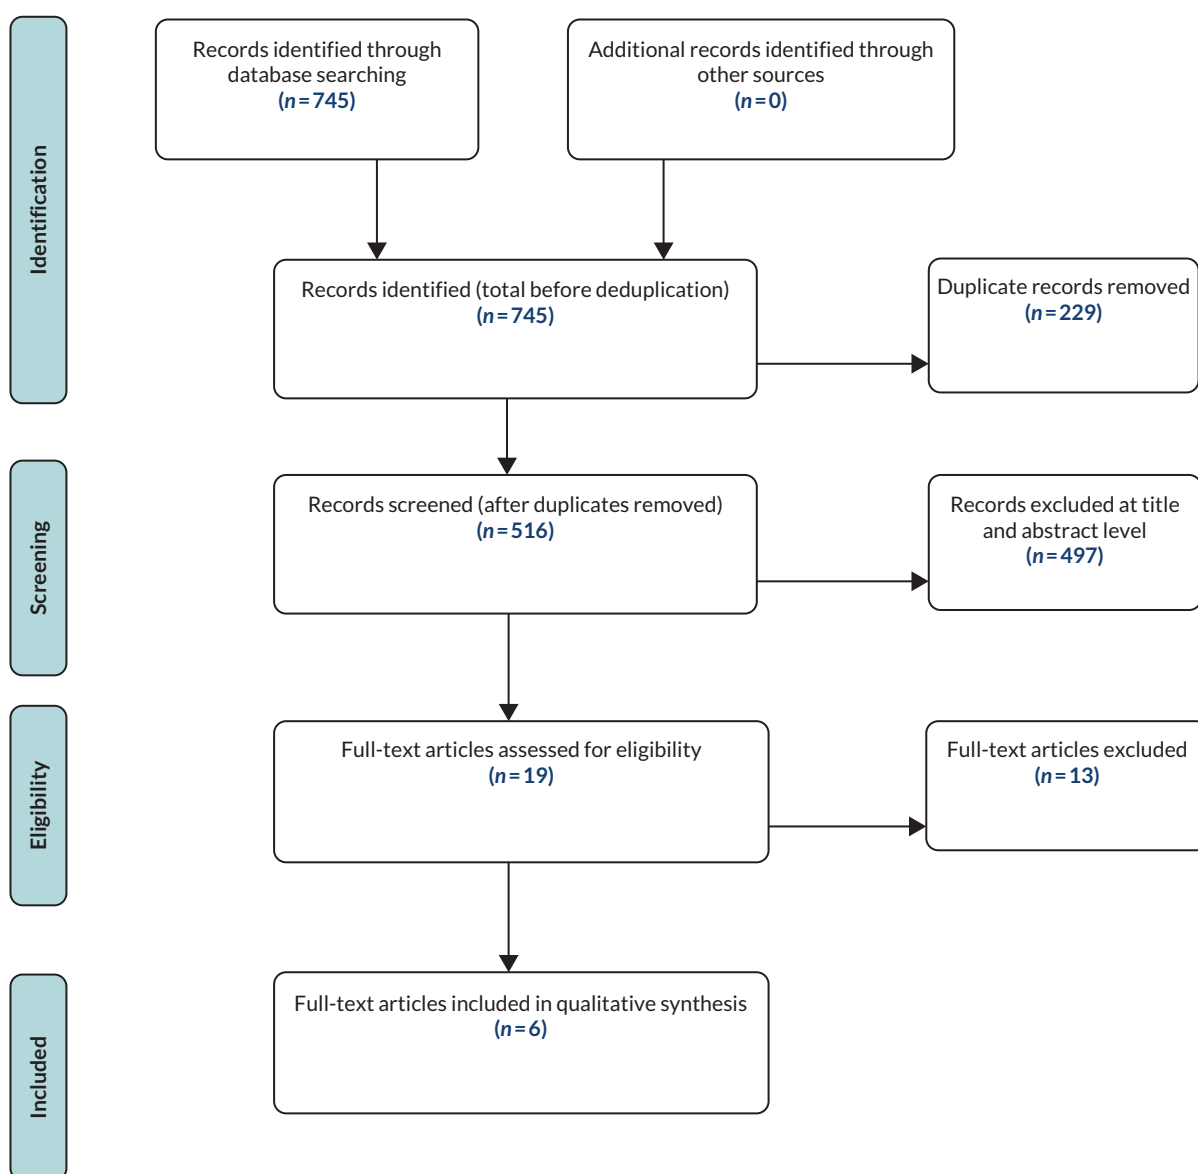 Identification
Records identified through
database searching
(n=745)
Additional records identified through
other sources
(n=0)
Records identified (total before deduplication)
(n=745)
Duplicate records removed
(n=229)
Screening
Records screened (after duplicates removed)
(n=516)
Records excluded at title
and abstract level
(n=497)
Eligibility
Full-text articles assessed for eligibility
(n=19)
Full-text articles excluded
(n=13)
Included
Full-text articles included in qualitative synthesis
(n=6)